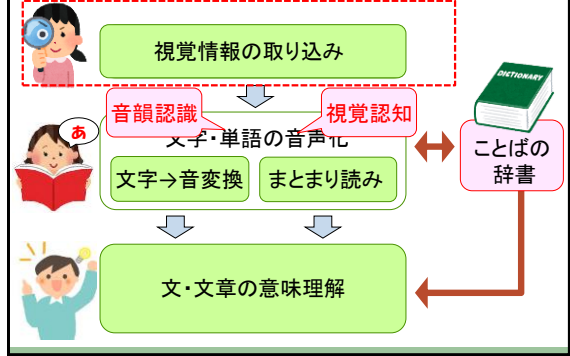 視覚情報の取り込み
音韻認識
視覚認知
文字・単語の音声化
あ
文字→音変換
まとまり読み
DICTIONARY
ことばの
辞書
文・文章の意味理解